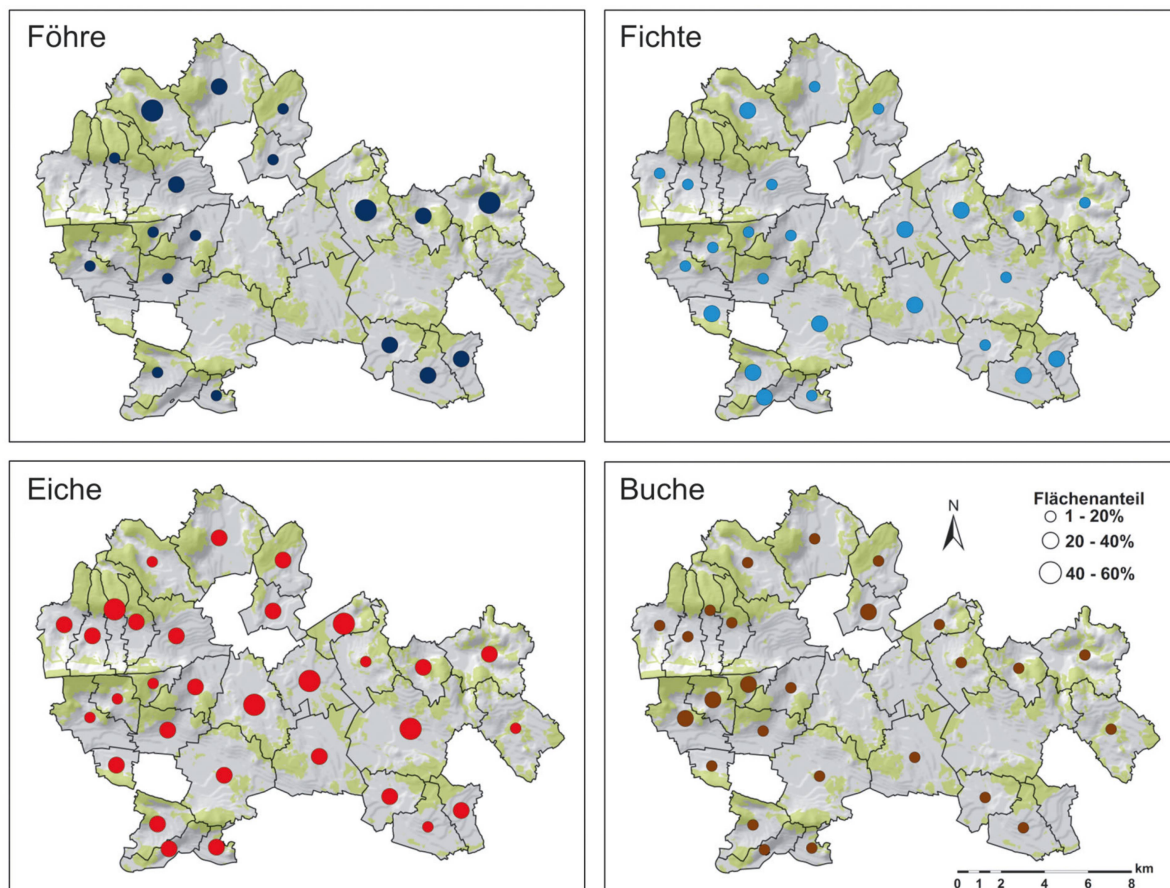 Föhre
Fichte
Eiche
Buche
N
Flächenanteil
1 - 20%
20 - 40%
40 - 60%
km
0 1 2 4 6 8